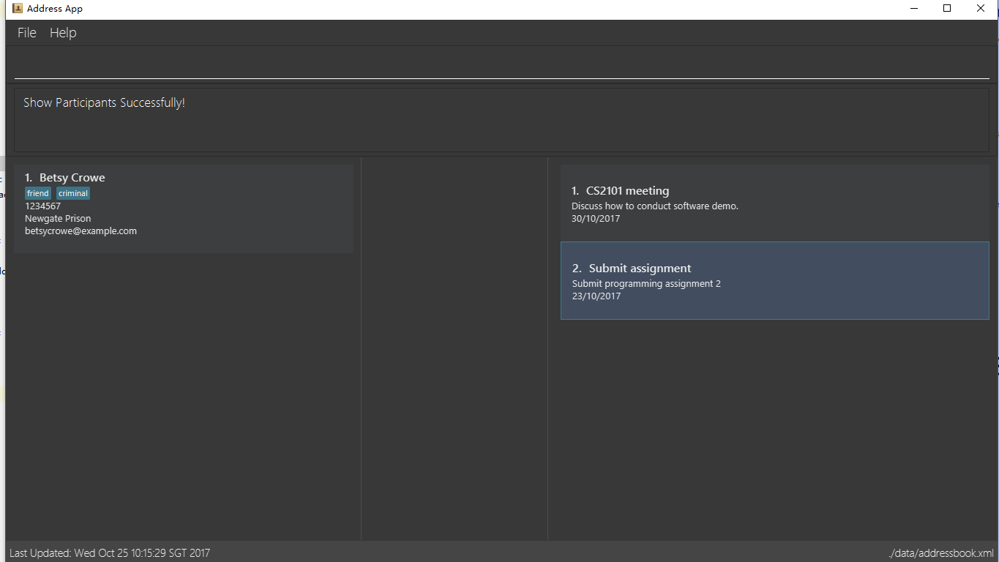 Address App
File Help
Show Participants Successfully!
1. Betsy Crowe
friend criminal
1234567
Newgate Prison
betsycrowe@example.com
1. CS2101 meeting
Discuss how to conduct software demo.
30/10/2017
2. Submit assignment
Submit programming assignment 2
23/10/2017
Last Updated: Wed Oct 25 10:15:29 SGT 2017
./data/addressbook.xml